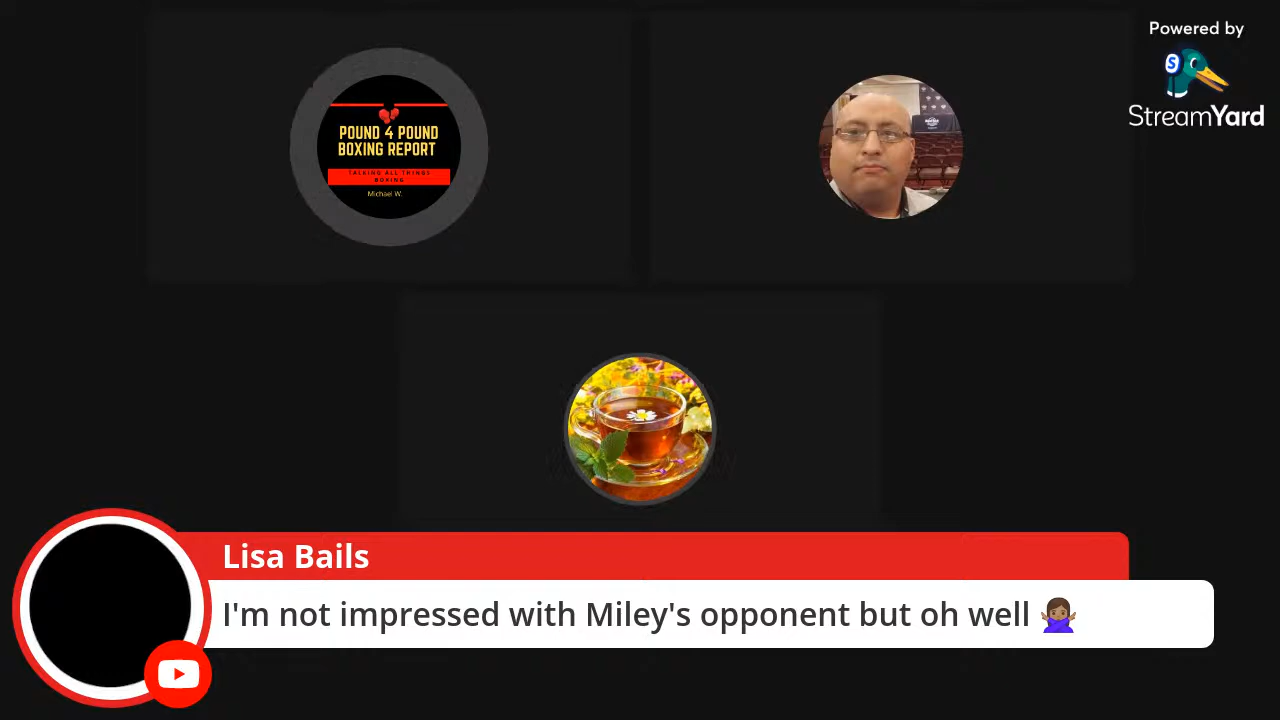 Powered by
S
StreamYard
POUND 4 POUND
BOXING REPORT
TALKING ALL THINGS
BOXING
Michael W.
Lisa Bails
I'm not impressed with Miley's opponent but oh well 🤷🏽‍♀️